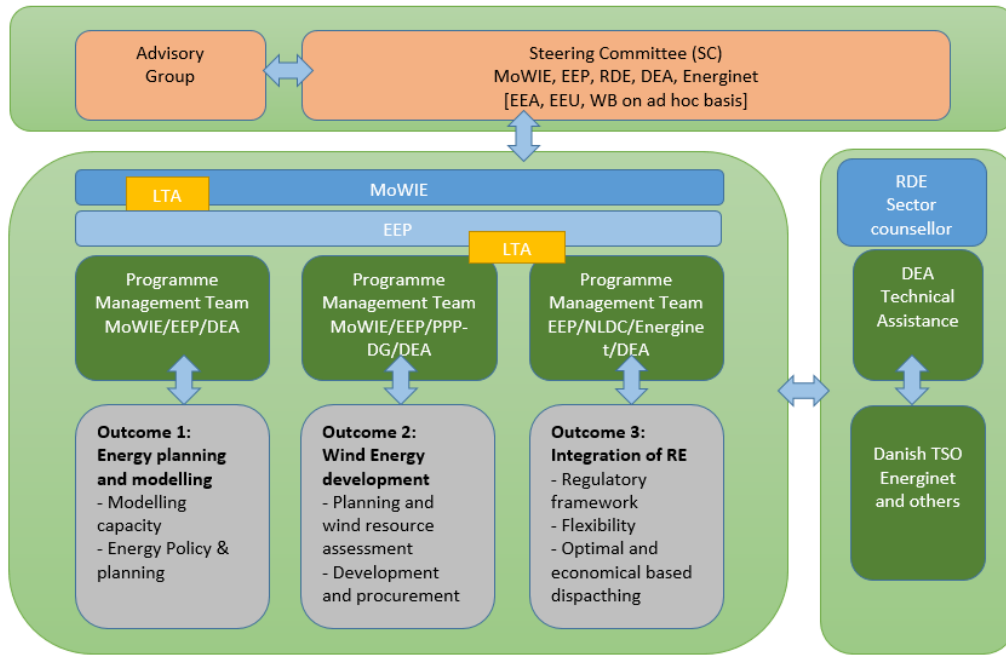 Advisory
Group
Steering Committee (SC)
MoWIE, EEP, RDE, DEA, Energinet
[EEA, EEU, WB on ad hoc basis]
MoWIE
LTA
EEP
LTA
Programme
Management Team
MoWIE/EEP/DEA
Programme
Management Team
MoWIE/EEP/PPP-
DG/DEA
Programme
Management Team
EEP/NLDC/Energine
t/DEA
Outcome 1:
Energy planning
and modelling
- Modelling
capacity
- Energy Policy &
planning
Outcome 2:
Wind Energy
development
- Planning and
wind resource
assessment
- Development
and procurement
Outcome 3:
Integration of RE
- Regulatory
framework
- Flexibility
- Optimal and
economical based
dispacthing
RDE
Sector
counsellor
DEA
Technical
Assistance
Danish TSO
Energinet
and others